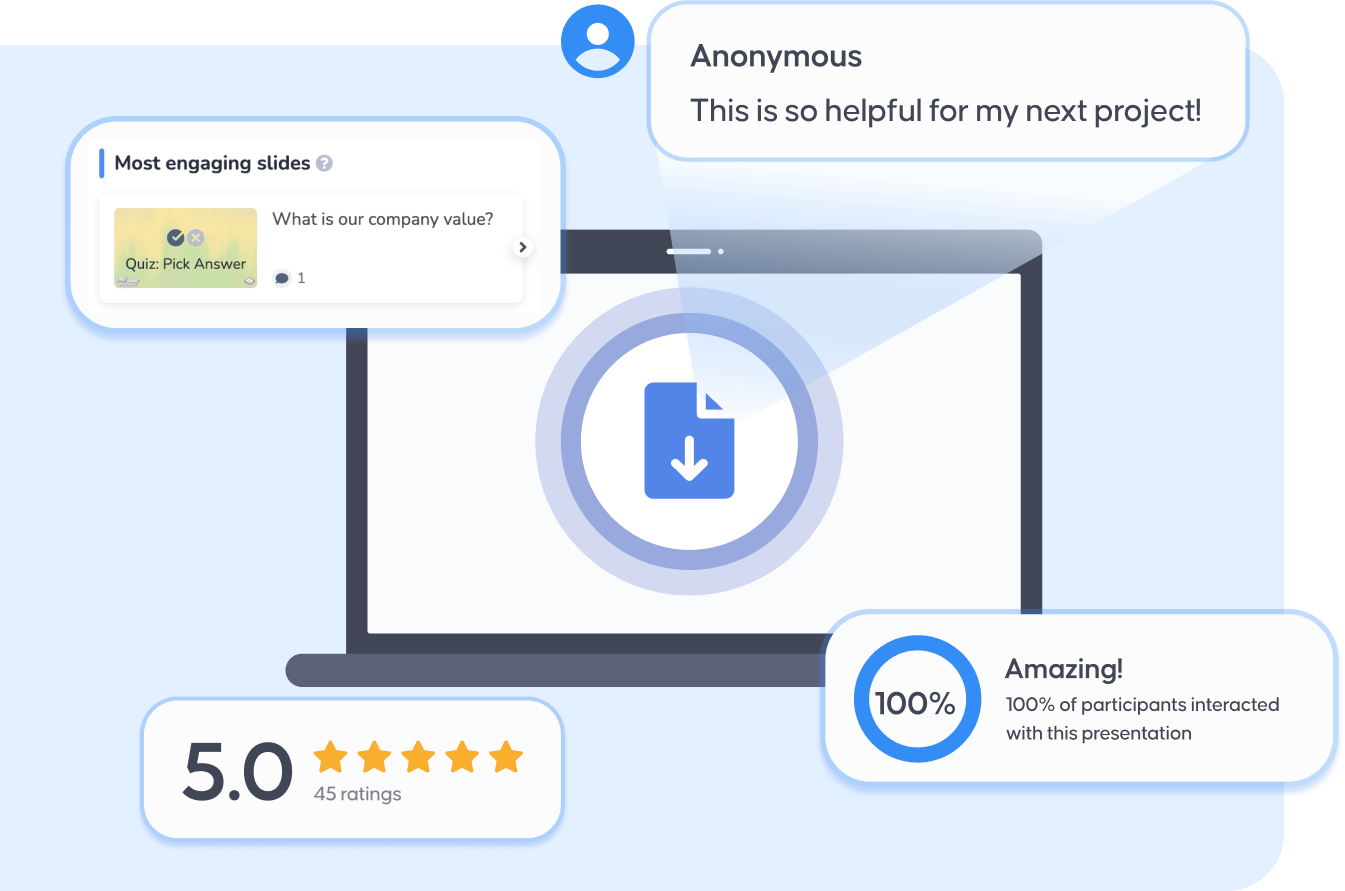 Anonymous
This is so helpful for my next project!
Most engaging slides ?
What is our company value?
Quiz: Pick Answer
1
100%
Amazing!
100% of participants interacted
with this presentation
5.0
45 ratings